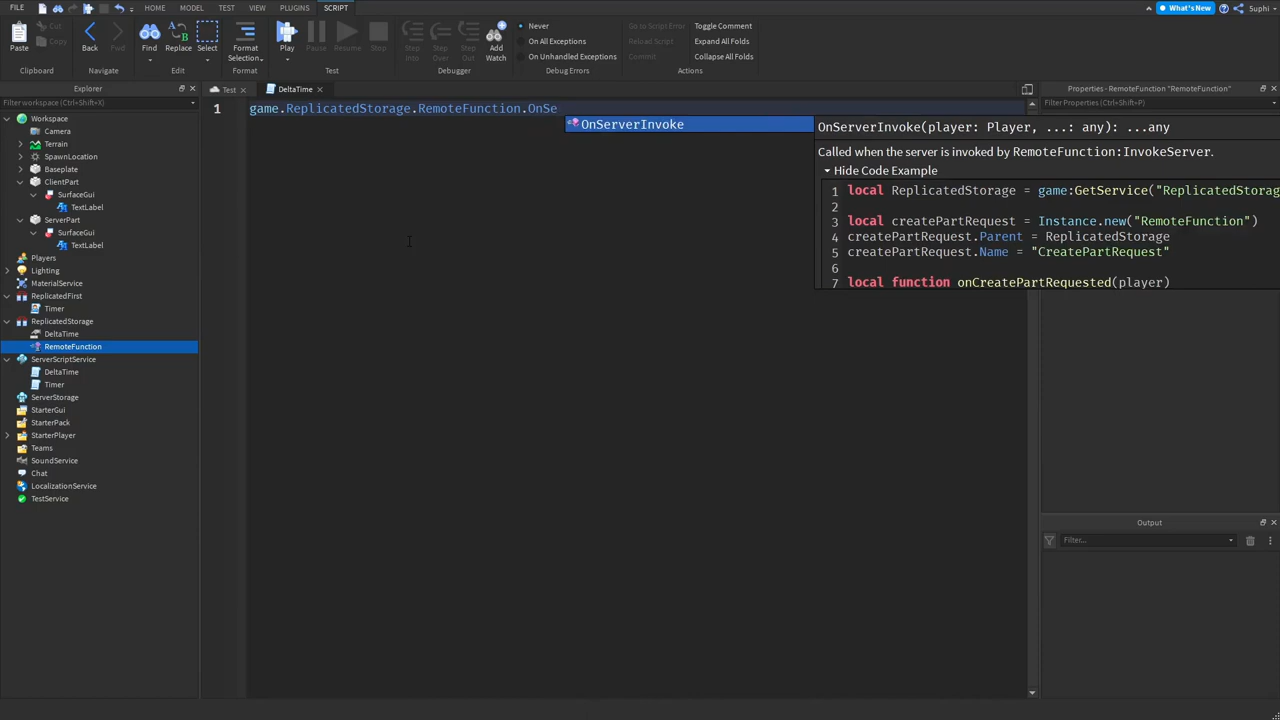 FILE HOME MODEL TEST VIEW PLUGINS SCRIPT What's New Suphi
Paste Cut Copy Back Fwd Find Replace Select Format Selection Play Pause Resume Stop Step Into Step Over Step Out Add Watch Never On All Exceptions On Unhandled Exceptions Go to Script Error Reload Script Commit Toggle Comment Expand All Folds Collapse All Folds
Clipboard Navigate Edit Format Test Debugger Debug Errors Actions
Explorer
Filter workspace (Ctrl+Shift+X)
Workspace
Camera
Terrain
SpawnLocation
Baseplate
ClientPart
SurfaceGui
TextLabel
ServerPart
SurfaceGui
TextLabel
Players
Lighting
MaterialService
ReplicatedFirst
Timer
ReplicatedStorage
DeltaTime
RemoteFunction
ServerScriptService
DeltaTime
Timer
ServerStorage
StarterGui
StarterPack
StarterPlayer
Teams
SoundService
Chat
LocalizationService
TestService
Test DeltaTime
1 game.ReplicatedStorage.RemoteFunction.OnSe
OnServerInvoke
OnServerInvoke(player: Player, ...: any): ...any
Called when the server is invoked by RemoteFunction:InvokeServer.
Hide Code Example
1 local ReplicatedStorage = game:GetService("ReplicatedStorag
2
3 local createPartRequest = Instance.new("RemoteFunction")
4 createPartRequest.Parent = ReplicatedStorage
5 createPartRequest.Name = "CreatePartRequest"
6
7 local function onCreatePartRequested(player)
Properties - RemoteFunction "RemoteFunction"
Filter Properties (Ctrl+Shift+P)
Output
Filter...